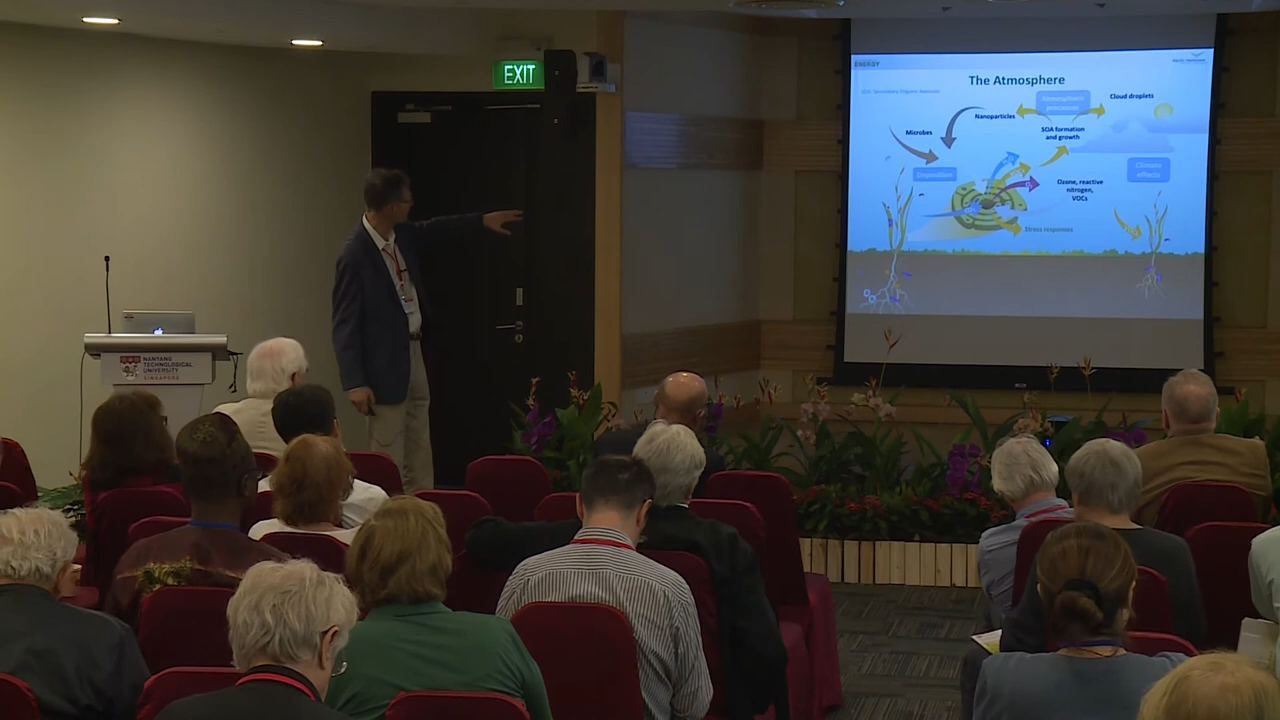 EXIT
NANYANG
TECHNOLOGICAL
UNIVERSITY
SINGAPORE
ENERGY
The Atmosphere
SOA: Secondary Organic Aerosols
Atmospheric
processes
Cloud droplets
Nanoparticles
SOA formation
and growth
Microbes
Deposition
Climate
effects
Ozone, reactive
nitrogen,
VOCs
Stress responses